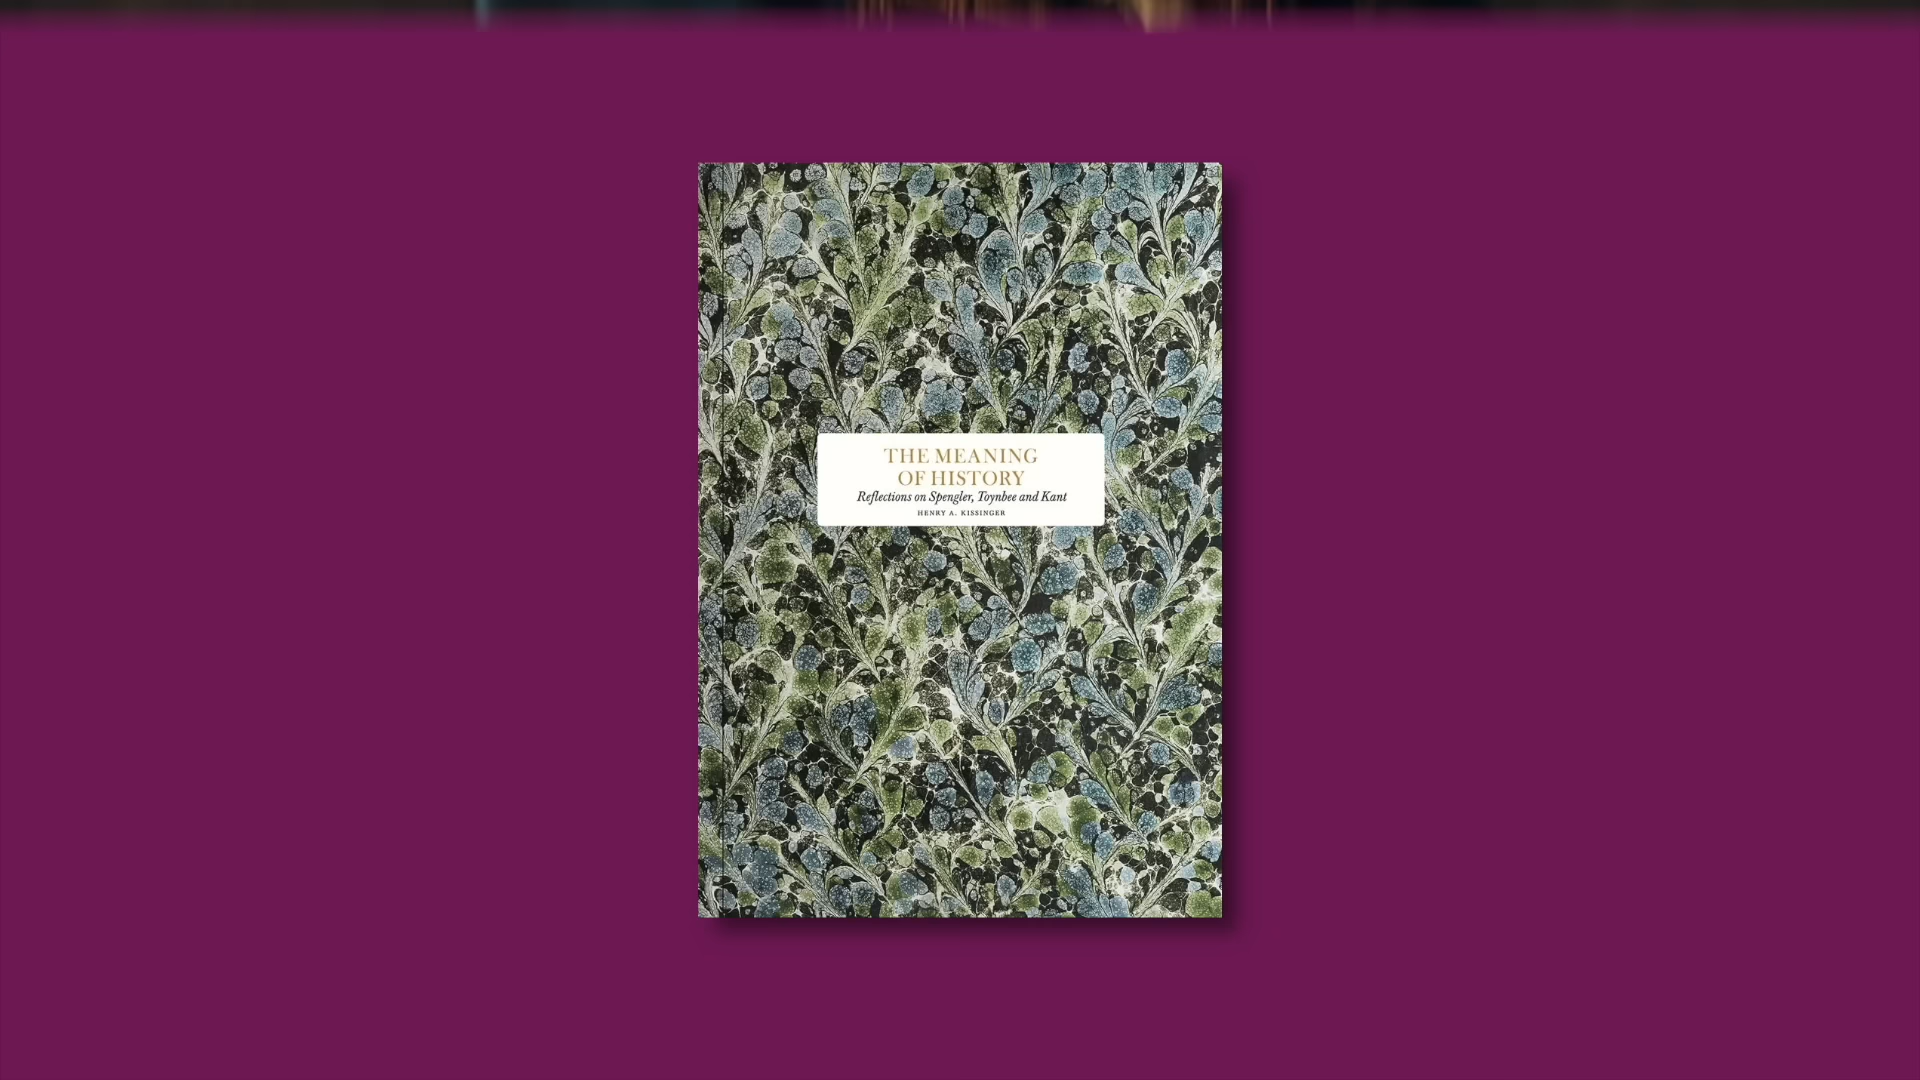 THE MEANING
OF HISTORY
Reflections on Spengler, Toynbee and Kant
HENRY A. KISSINGER